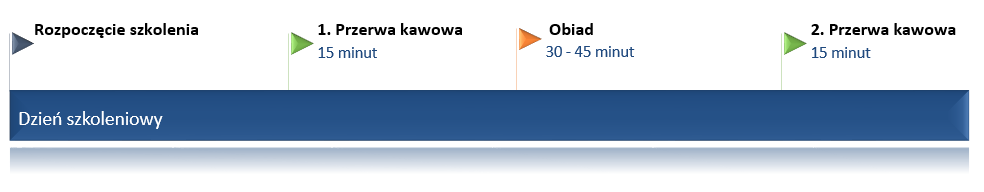 Rozpoczęcie szkolenia
1. Przerwa kawowa
15 minut
Obiad
30 - 45 minut
2. Przerwa kawowa
15 minut
Dzień szkoleniowy